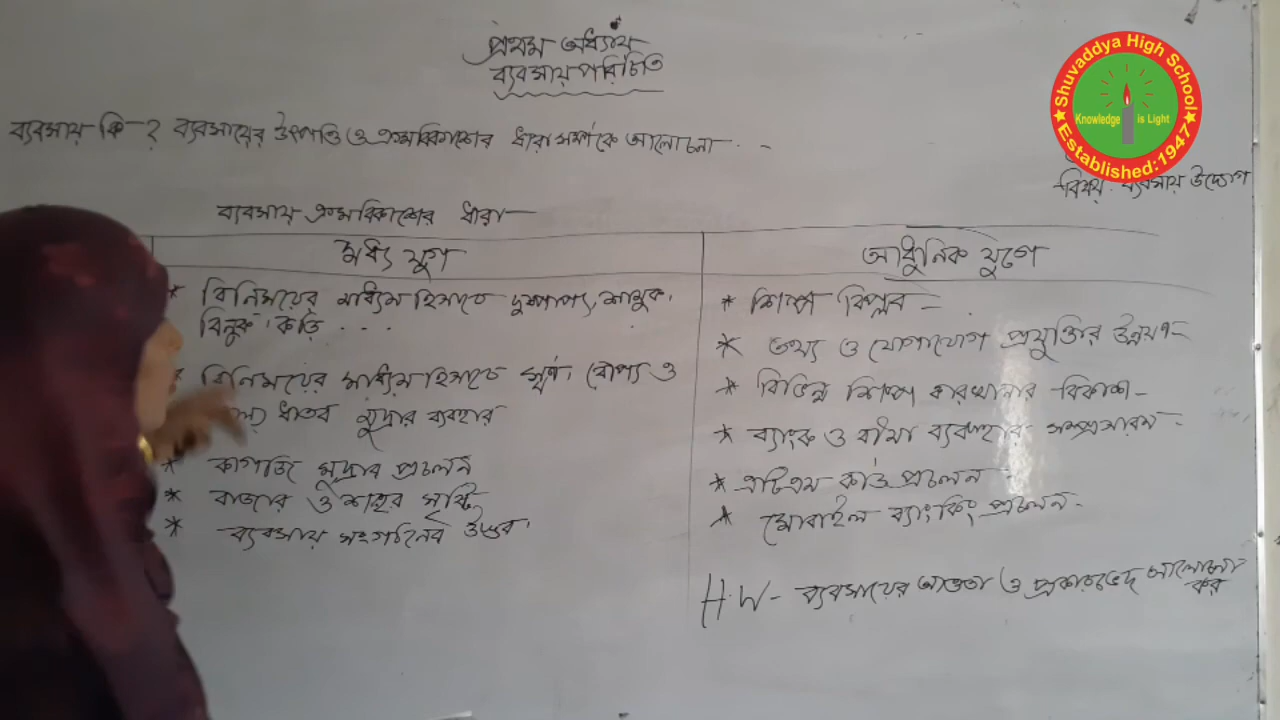 প্রথম অধ্যায়
ব্যবসায় পরিচিতি
ব্যবসায় কি? ব্যবসায়ের উৎপত্তি ও ক্রমবিকাশের ধারা সম্পর্কে আলোচনা . -
Shuvaddya High School
Knowledge is Light
Established:1947
বিষয়: ব্যবসায় উদ্যোগ
ব্যবসায় ক্রমবিকাশের ধারা
মধ্য যুগ
* বিনিময়ের মাধ্যম হিসাবে দুষ্প্রাপ্য, শামুক,
ঝিনুক, কড়ি . . .
বিনিময়ের মাধ্যম হিসাবে স্বর্ণ, রৌপ্য ও
ধাতব মুদ্রার ব্যবহার
* কাগজি মুদ্রার প্রচলন
* বাজার ও শহর সৃষ্টি
* ব্যবসায় সংগঠনের উদ্ভব,
আধুনিক যুগে
* শিল্প বিপ্লব -
* তথ্য ও যোগাযোগ প্রযুক্তির উন্নয়ণ -
* বিভিন্ন শিল্প কারখানার বিকাশ -
* ব্যাংক ও বীমা ব্যবস্থার সম্প্রসারন -
* এটিএম কার্ড প্রচলন
* মোবাইল ব্যাংকিং প্রচলন -
H.W - ব্যবসায়ের আওতা ও প্রকারভেদ আলোচনা
কর